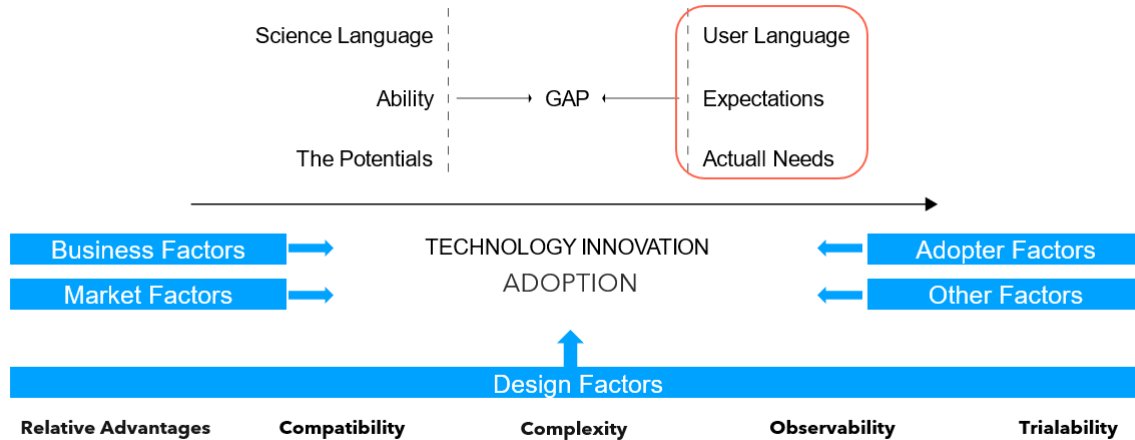 Science Language
User Language
Ability
GAP
Expectations
The Potentials
Actuall Needs
Business Factors
TECHNOLOGY INNOVATION
Adopter Factors
Market Factors
ADOPTION
Other Factors
Design Factors
Relative Advantages
Compatibility
Complexity
Observability
Trialability